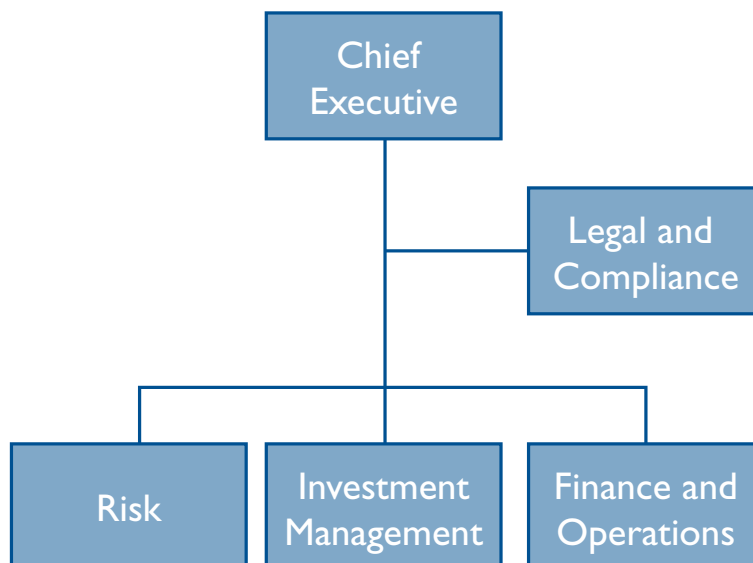 Chief
Executive
Legal and
Compliance
Risk
Investment
Management
Finance and
Operations